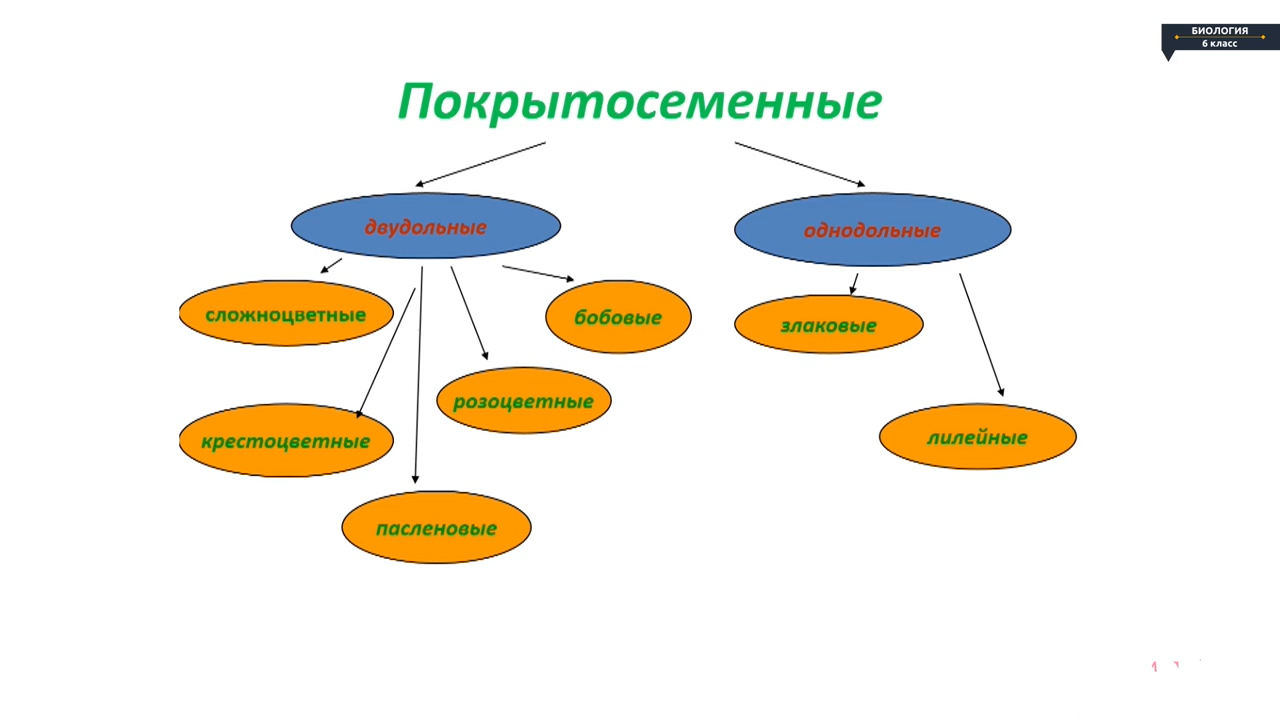 БИОЛОГИЯ
6 класс
Покрытосеменные
двудольные
однодольные
сложноцветные
бобовые
злаковые
розоцветные
крестоцветные
лилейные
пасленовые